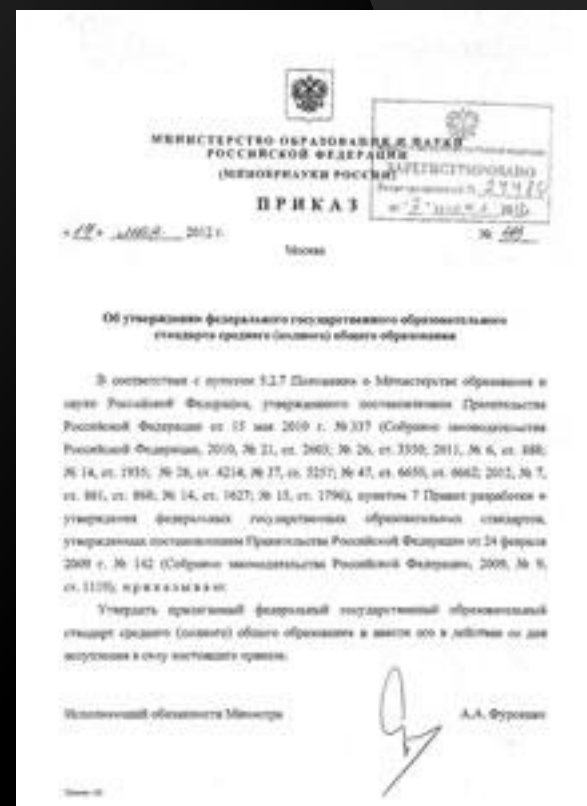 МИНИСТЕРСТВО ОБРАЗОВАНИЯ И НАУКИ
РОССИЙСКОЙ ФЕДЕРАЦИИ
(МИНОБРНАУКИ РОССИИ)
ЗАРЕГИСТРИРОВАНО
ПРИКАЗ
2012 г.
№
Москва
Об утверждении федерального государственного образовательного
стандарта среднего (полного) общего образования
В соответствии с пунктом 5.2.7 Положения о Министерстве образования и
науки Российской Федерации, утвержденного постановлением Правительства
Российской Федерации от 15 мая 2010 г. № 337 (Собрание законодательства
Российской Федерации, 2010, № 21, ст. 2603; № 26, ст. 3350; 2011, № 6, ст. 888;
№ 14, ст. 1935; № 28, ст. 4214; № 37, ст. 5257; № 47, ст. 6650, ст. 6662; 2012, № 7,
ст. 861, ст. 868; № 14, ст. 1627; № 15, ст. 1796), пунктом 7 Правил разработки и
утверждения федеральных государственных образовательных стандартов,
утвержденных постановлением Правительства Российской Федерации от 24 февраля
2009 г. № 142 (Собрание законодательства Российской Федерации, 2009, № 9,
ст. 1110), приказываю:
Утвердить прилагаемый федеральный государственный образовательный
стандарт среднего (полного) общего образования и ввести его в действие со дня
вступления в силу настоящего приказа.
Исполняющий обязанности Министра
А.А. Фурсенко